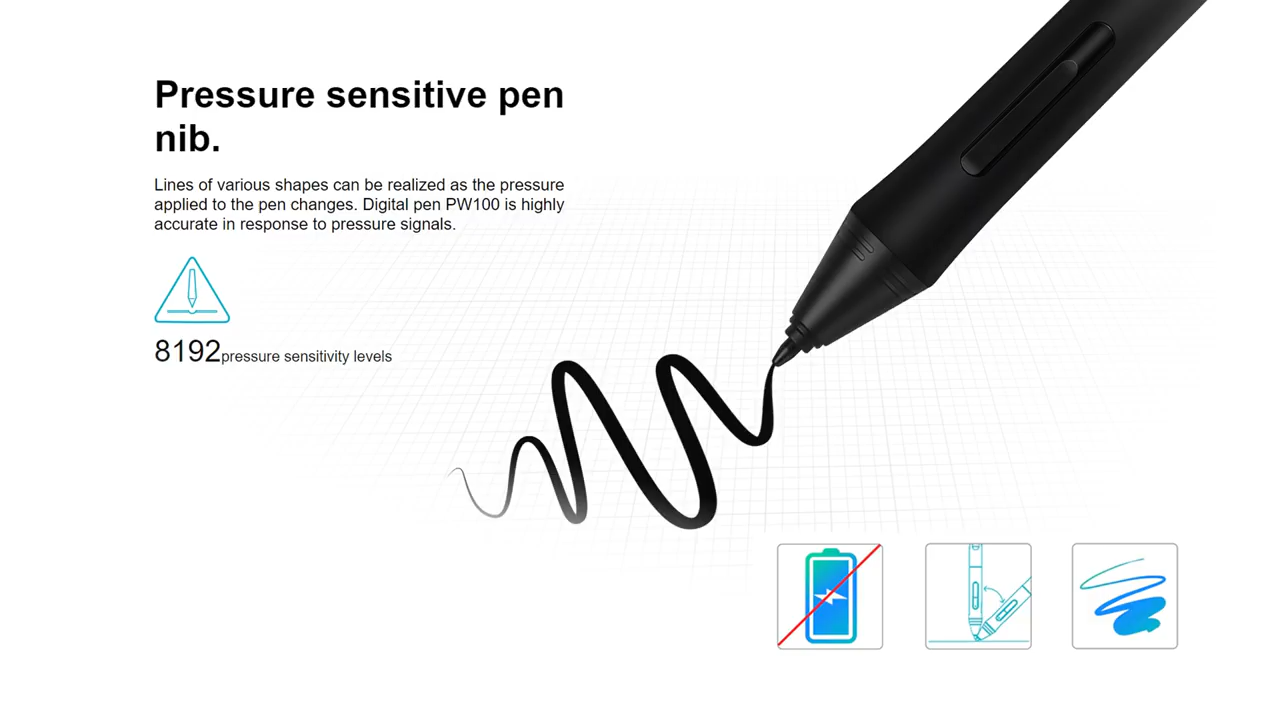 Pressure sensitive pen
nib.
Lines of various shapes can be realized as the pressure
applied to the pen changes. Digital pen PW100 is highly
accurate in response to pressure signals.
8192pressure sensitivity levels